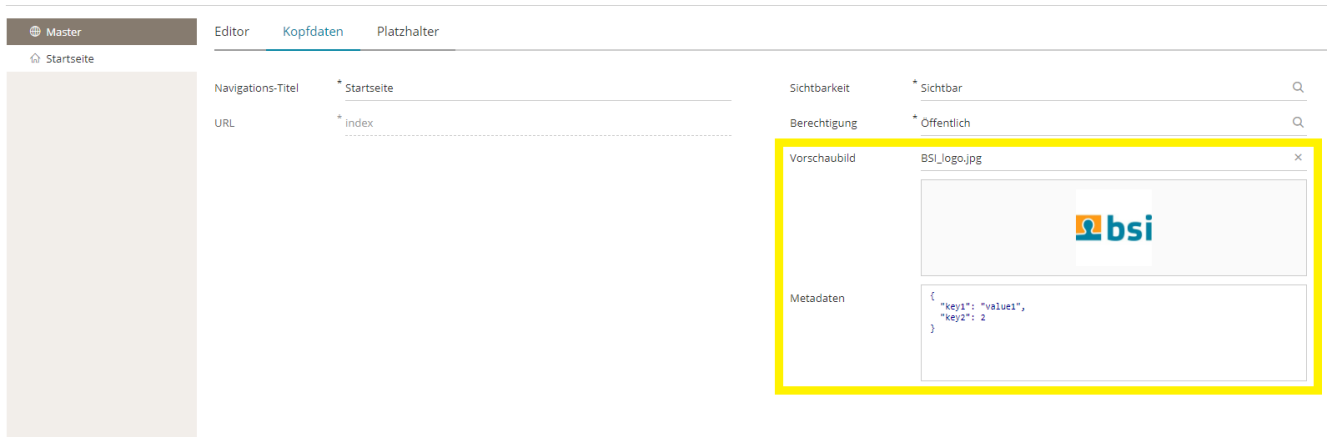 Master
Startseite
Editor Kopfdaten Platzhalter
Navigations-Titel * Startseite
URL * index
Sichtbarkeit * Sichtbar
Berechtigung * Öffentlich
Vorschaubild BSI_logo.jpg
bsi
Metadaten
{
"key1": "value1",
"key2": 2
}